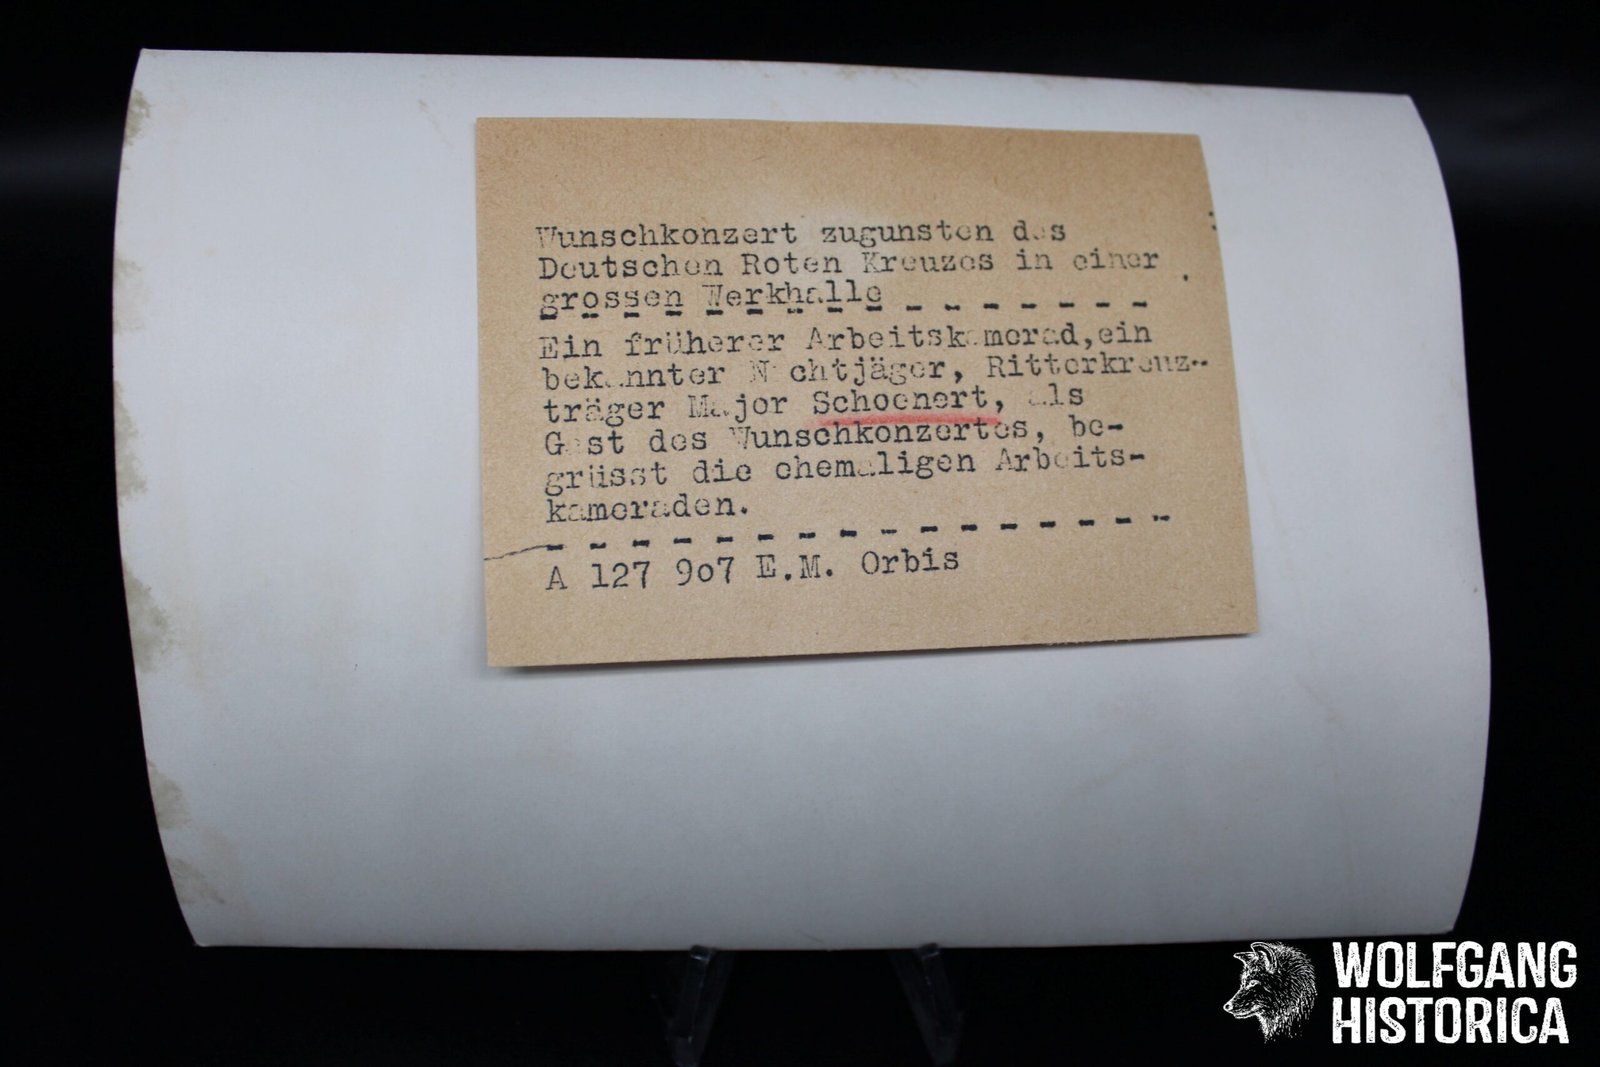 Wunschkonzert zugunsten des
Deutschen Roten Kreuzes in einer
grossen Werkhalle _ _ _ _ _ _ _
Ein früherer Arbeitskamerad,ein
bekannter Nachtjäger, Ritterkreuz-
träger Major Schoenert, als
Gast des Wunschkonzertes, be-
grüsst die ehemaligen Arbeits-
kameraden.
A 127 9o7 E.M. Orbis
WOLFGANG
HISTORICA